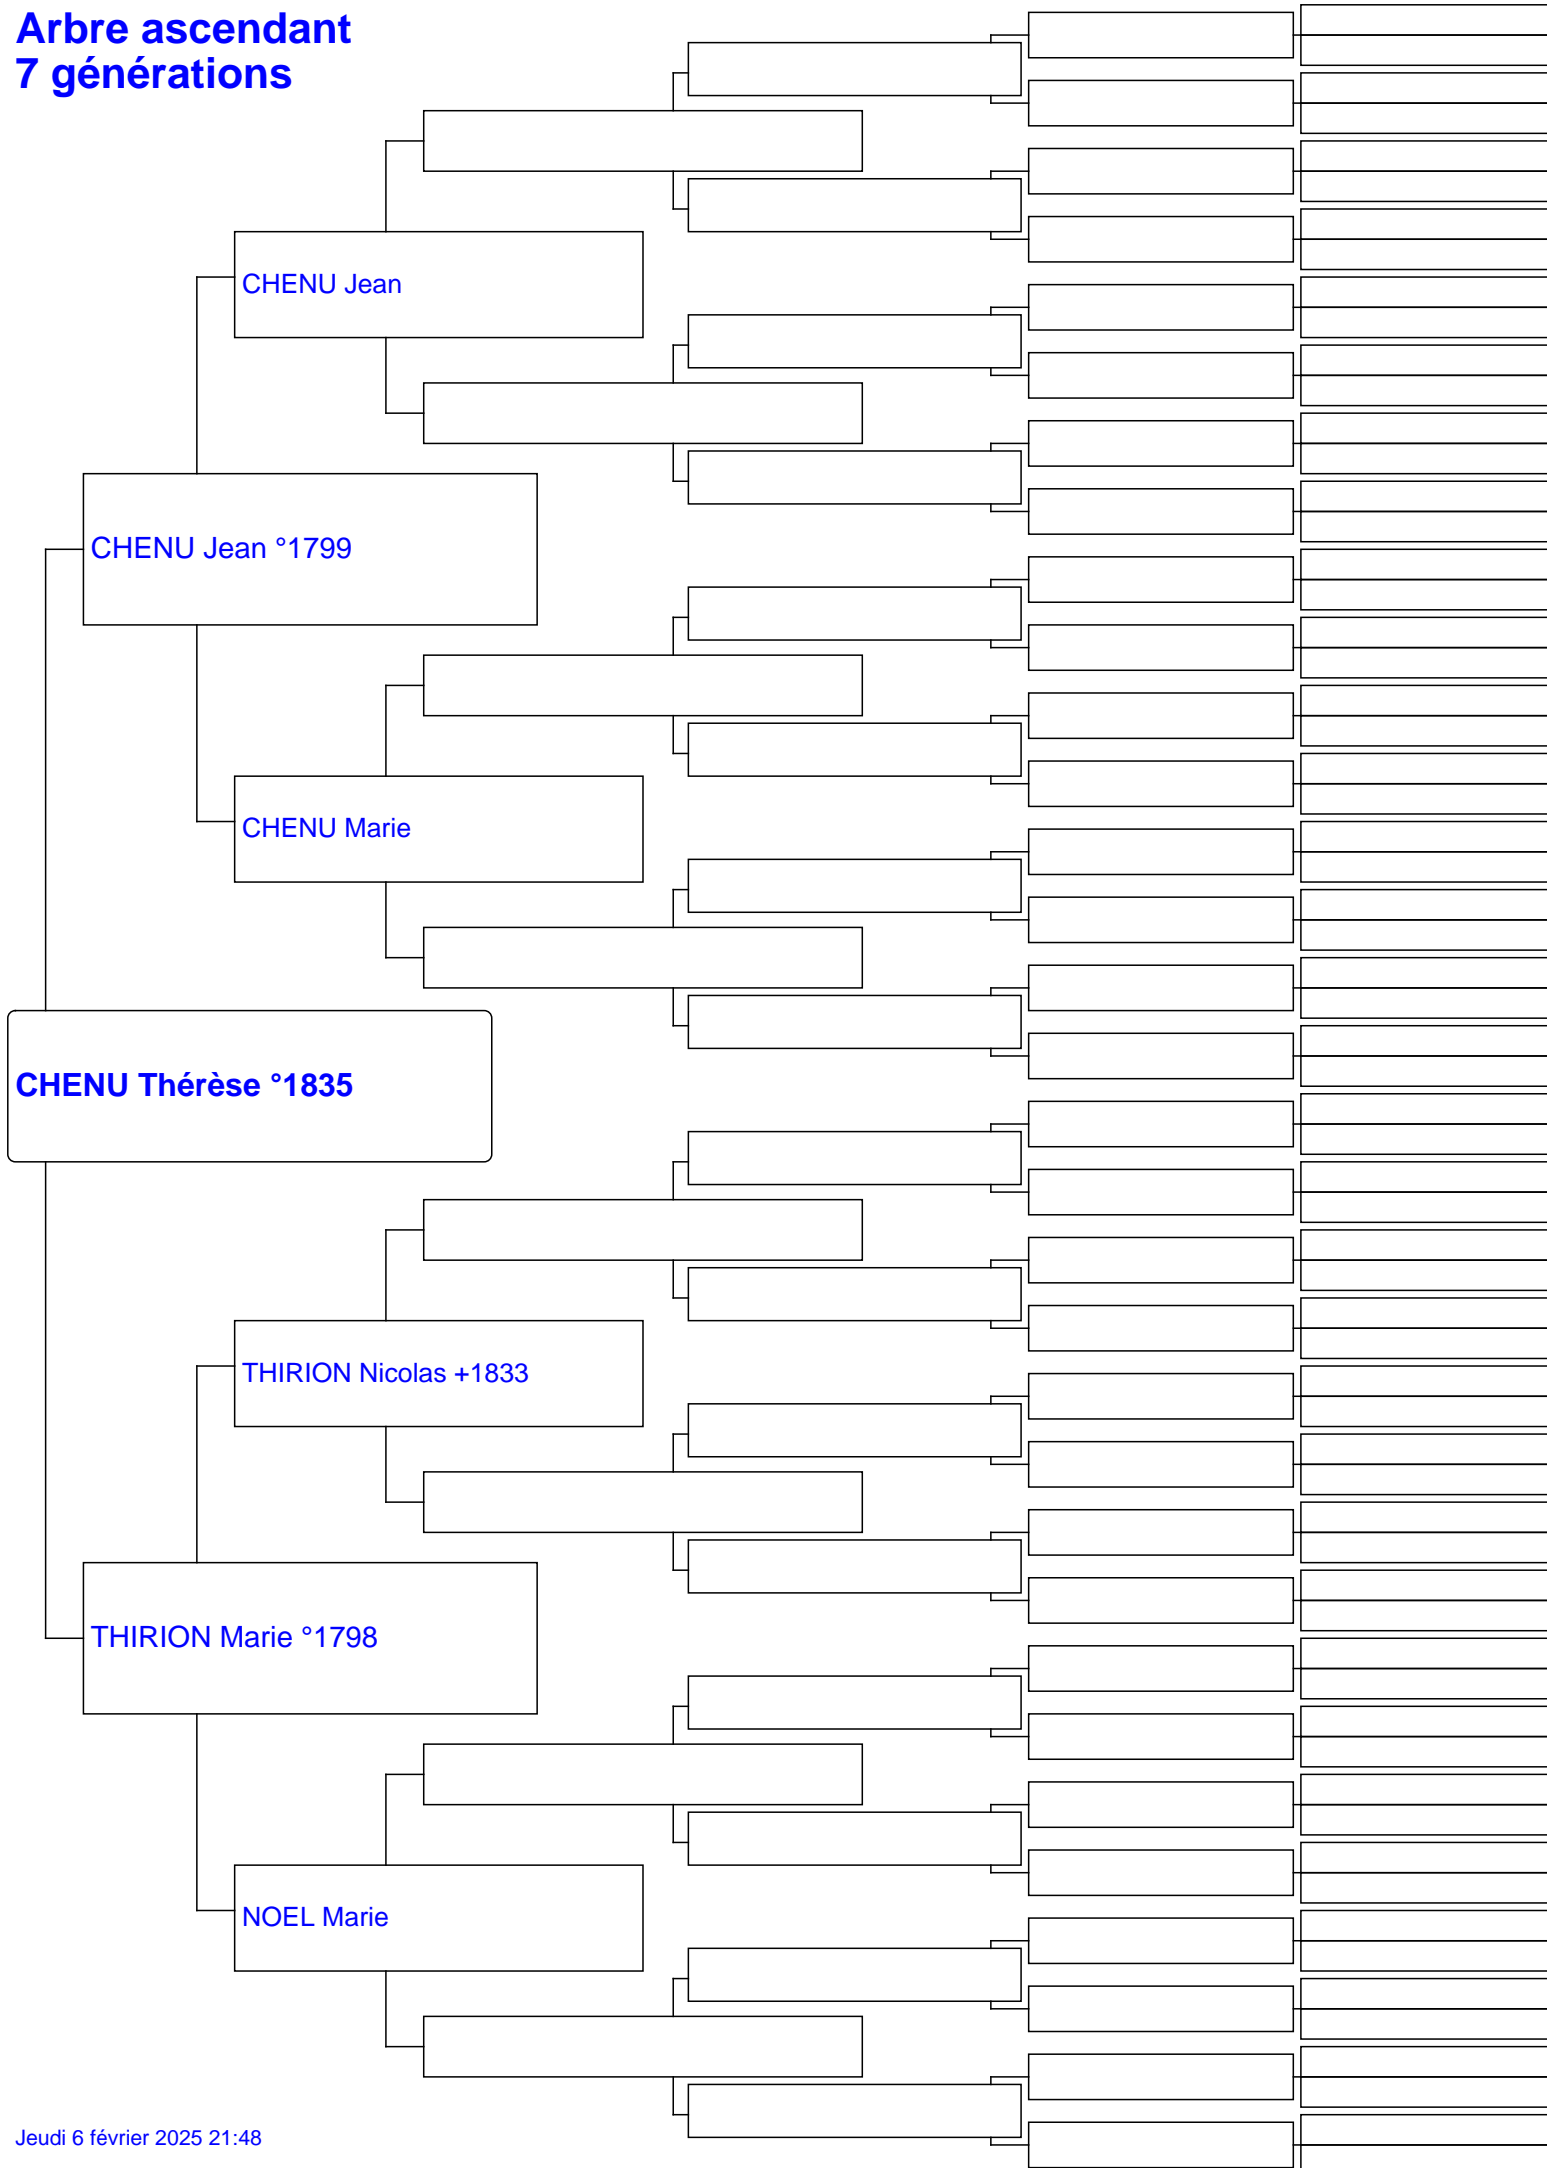 Arbre ascendant
7 générations
CHENU Jean
CHENU Jean °1799
CHENU Marie
CHENU Thérèse °1835
THIRION Nicolas +1833
THIRION Marie °1798
NOEL Marie
Jeudi 6 février 2025 21:48